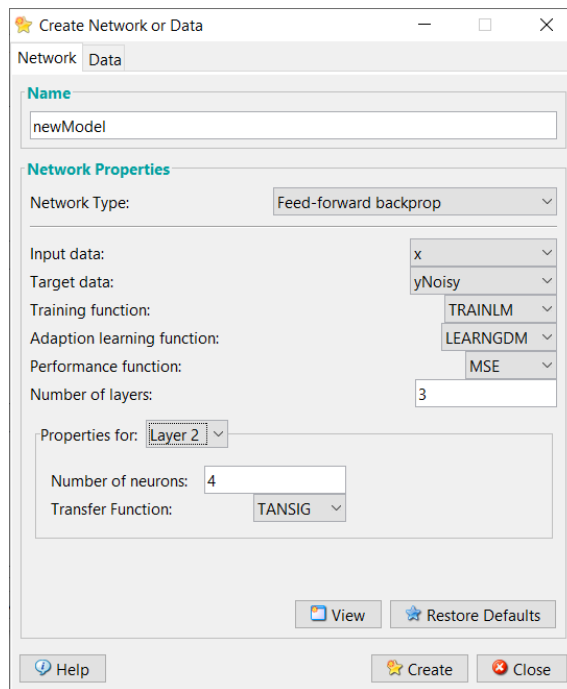 Create Network or Data
Network Data
Name
newModel
Network Properties
Network Type: Feed-forward backprop
Input data: x
Target data: yNoisy
Training function: TRAINLM
Adaption learning function: LEARNGDM
Performance function: MSE
Number of layers: 3
Properties for: Layer 2
Number of neurons: 4
Transfer Function: TANSIG
View Restore Defaults
Help Create Close